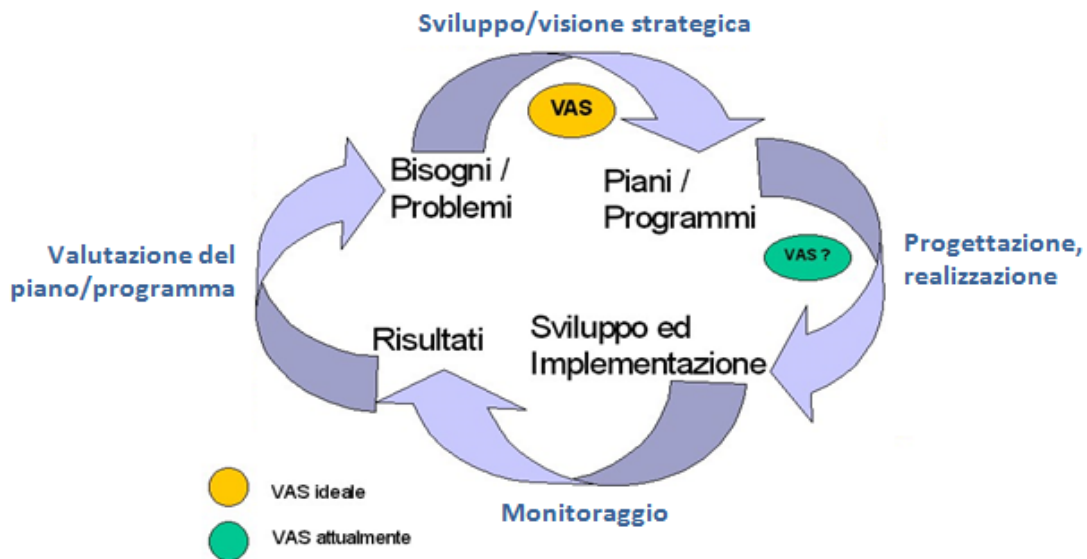 Sviluppo/visione strategica
VAS
Bisogni /
Problemi
Piani /
Programmi
VAS ?
Progettazione,
realizzazione
Valutazione del
piano/programma
Risultati
Sviluppo ed
Implementazione
VAS ideale
Monitoraggio
VAS attualmente